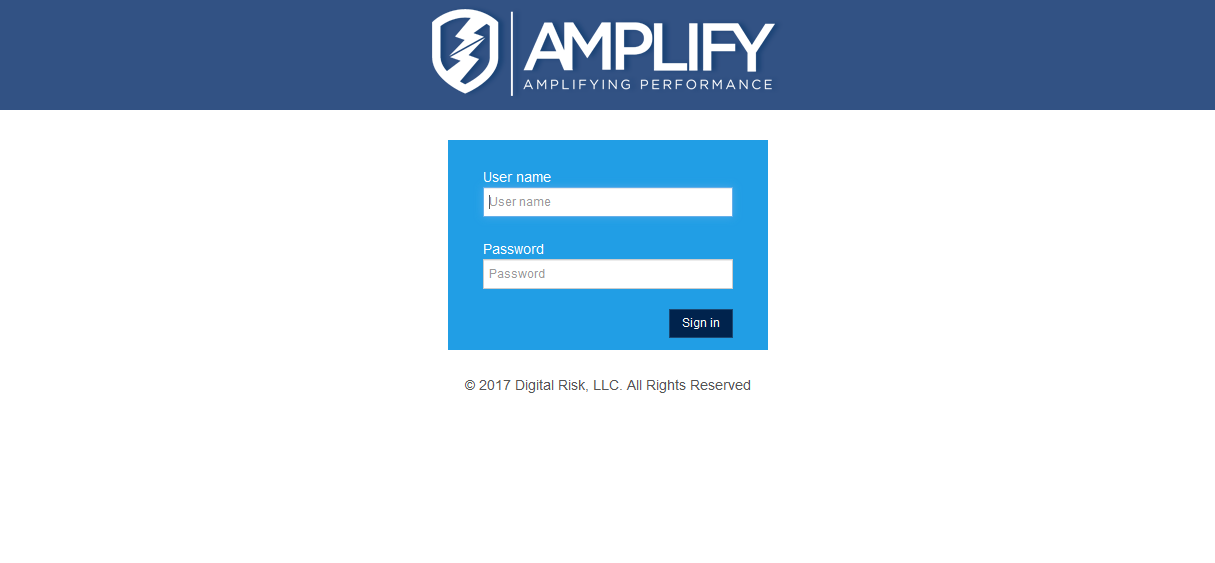 AMPLIFY
AMPLIFYING PERFORMANCE
User name
User name
Password
Password
Sign in
© 2017 Digital Risk, LLC. All Rights Reserved